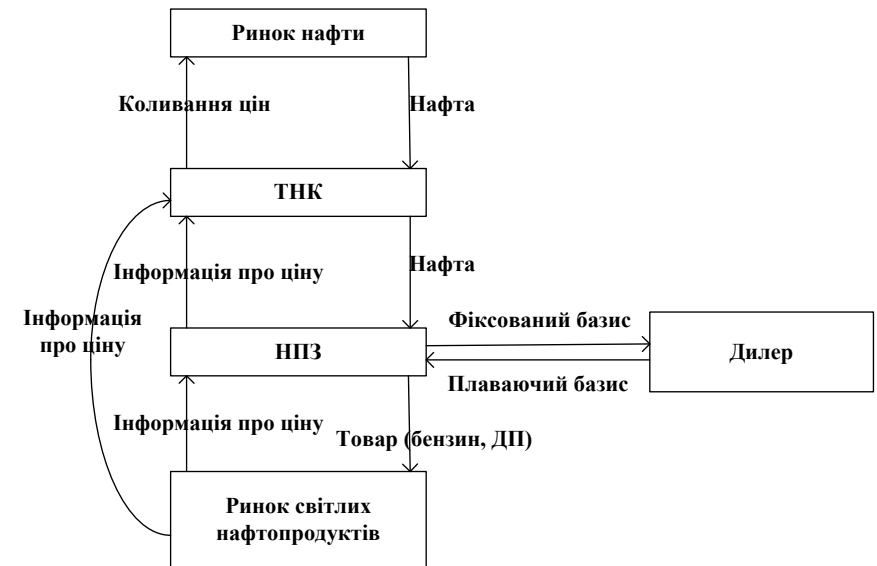 Ринок нафти
Коливання цін
Нафта
ТНК
Інформація про ціну
Нафта
Інформація
про ціну
Фіксований базис
НПЗ
Дилер
Плаваючий базис
Інформація про ціну
Товар (бензин, ДП)
Ринок світлих
нафтопродуктів